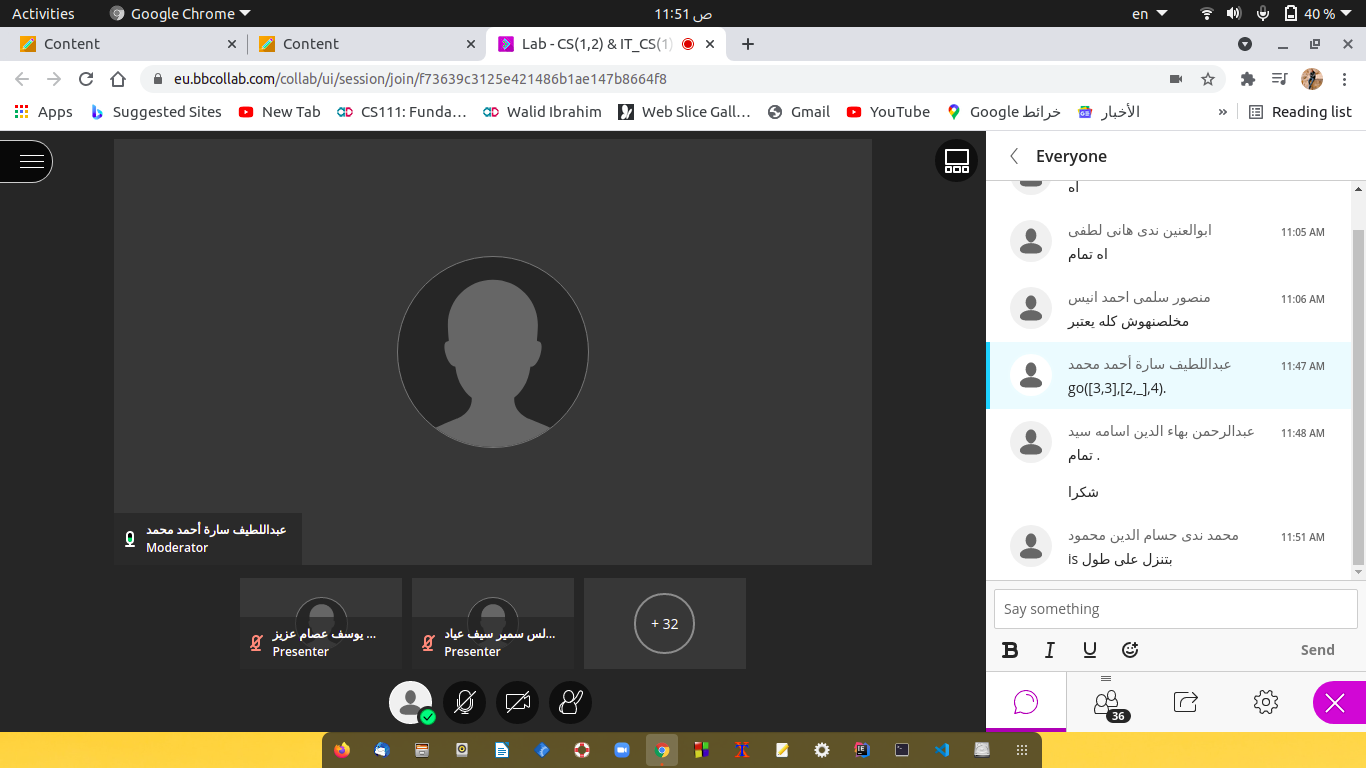 Activities
Google Chrome
11:51 ص
en
40 %
Content
Content
Lab - CS(1,2) & IT_CS(1)
eu.bbcollab.com/collab/ui/session/join/f73639c3125e421486b1ae147b8664f8
Apps
Suggested Sites
New Tab
CS111: Funda...
Walid Ibrahim
Web Slice Gall...
Gmail
YouTube
خرائط Google
الأخبار
»
Reading list
Everyone
اه
ابوالعنين ندى هانى لطفى
11:05 AM
اه تمام
منصور سلمى احمد انيس
11:06 AM
مخلصنهوش كله يعتبر
عبداللطيف سارة أحمد محمد
11:47 AM
go([3,3],[2,_],4).
عبدالرحمن بهاء الدين اسامه سيد
11:48 AM
تمام .
شكرا
محمد ندى حسام الدين محمود
11:51 AM
is بتنزل على طول
عبداللطيف سارة أحمد محمد
Moderator
يوسف عصام عزيز ...
Presenter
...لس سمير سيف عياد
Presenter
+ 32
Say something
B I U
Send
36